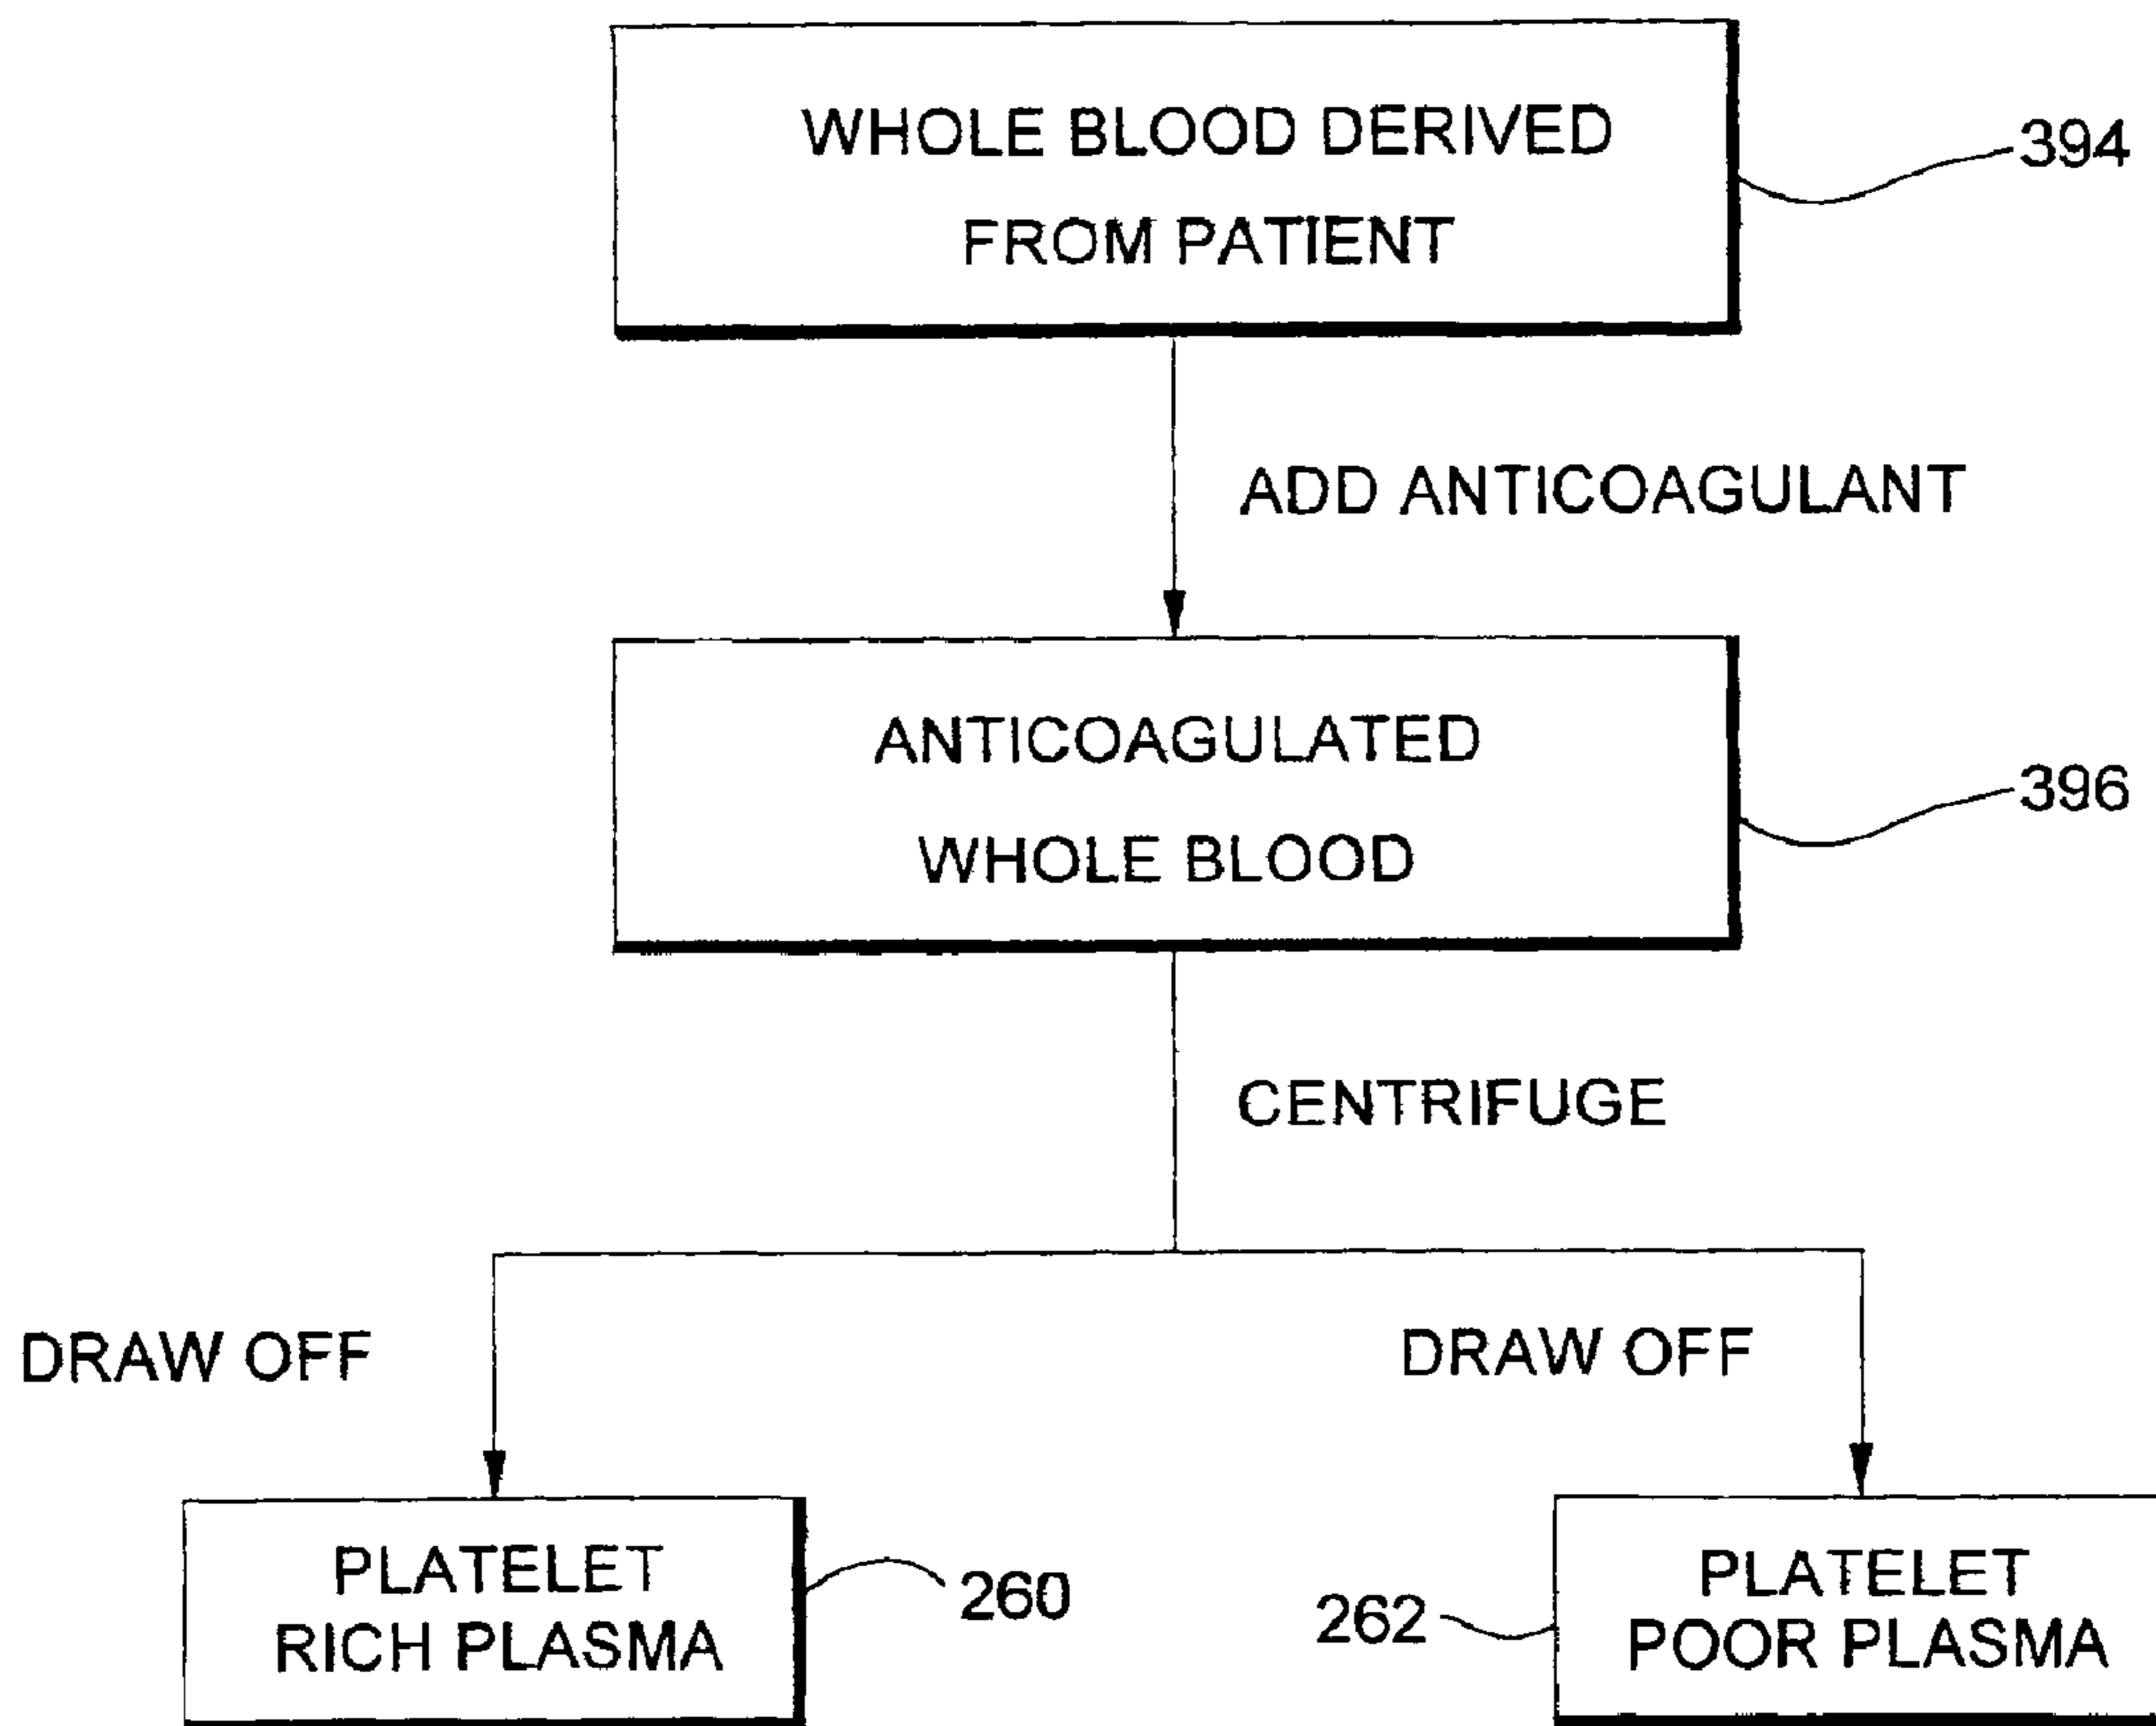 WHOLE BLOOD DERIVED
FROM PATIENT
394
ADD ANTICOAGULANT
ANTICOAGULATED
WHOLE BLOOD
396
CENTRIFUGE
DRAW OFF
DRAW OFF
PLATELET
RICH PLASMA
260
262
PLATELET
POOR PLASMA